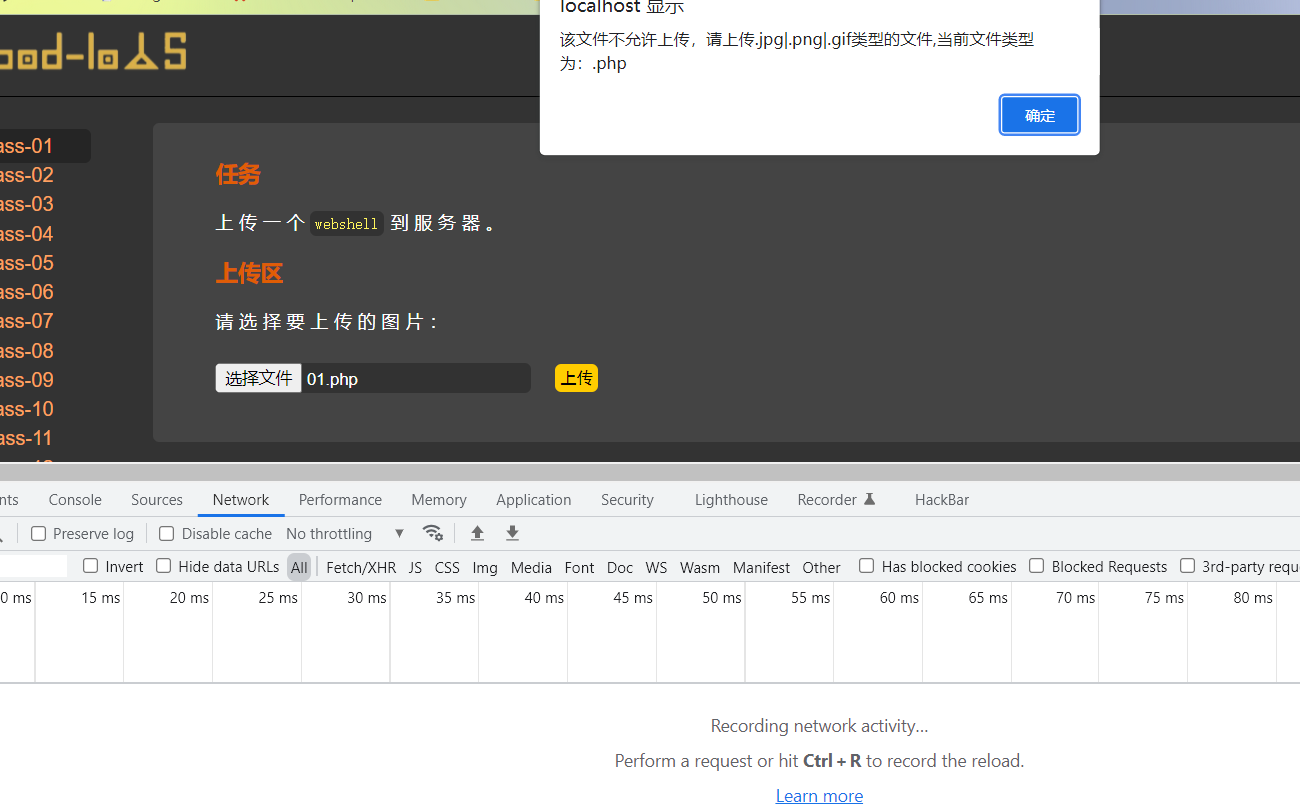 localhost 显示
该文件不允许上传，请上传.jpg|.png|.gif类型的文件,当前文件类型
为：.php
确定
ass-01
ass-02
ass-03
ass-04
ass-05
ass-06
ass-07
ass-08
ass-09
ass-10
ass-11
任务
上传一个 webshell 到服务器。
上传区
请选择要上传的图片：
选择文件 01.php 上传
nts Console Sources Network Performance Memory Application Security Lighthouse Recorder HackBar
Preserve log Disable cache No throttling
Invert Hide data URLs All Fetch/XHR JS CSS Img Media Font Doc WS Wasm Manifest Other Has blocked cookies Blocked Requests 3rd-party requ
0 ms 15 ms 20 ms 25 ms 30 ms 35 ms 40 ms 45 ms 50 ms 55 ms 60 ms 65 ms 70 ms 75 ms 80 ms
Recording network activity…
Perform a request or hit Ctrl + R to record the reload.
Learn more